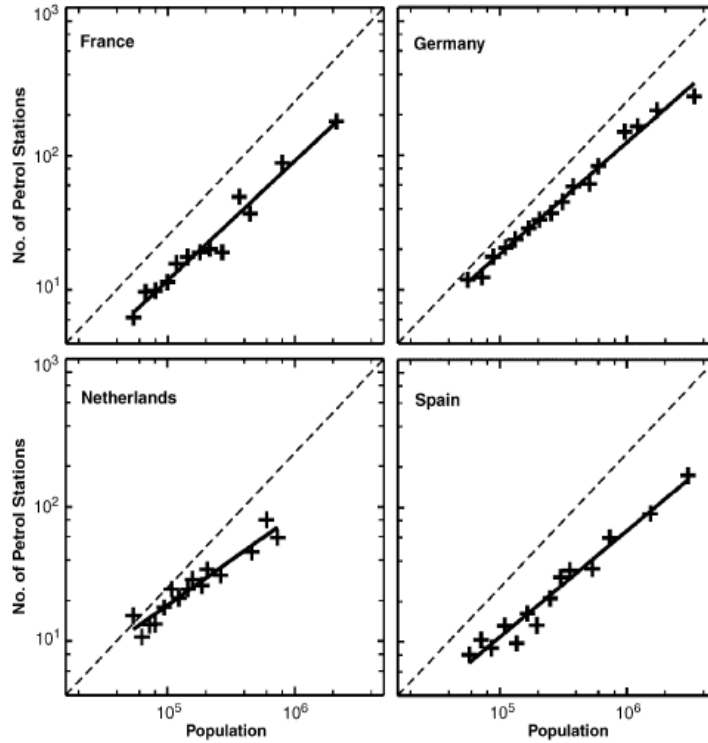 10³
France
Germany
No. of Petrol Stations
10²
10¹
10³
Netherlands
Spain
No. of Petrol Stations
10²
10¹
10⁵
10⁶
10⁵
10⁶
Population
Population